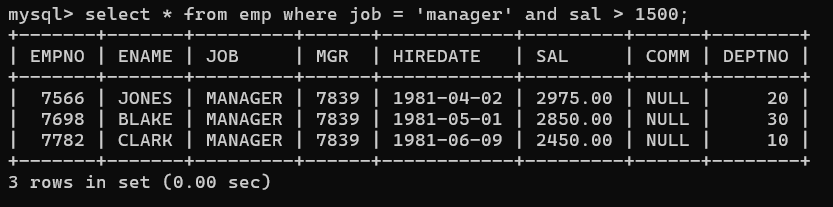 mysql> select * from emp where job = 'manager' and sal > 1500;
+-------+-------+---------+------+------------+---------+------+--------+
| EMPNO | ENAME | JOB     | MGR  | HIREDATE   | SAL     | COMM | DEPTNO |
+-------+-------+---------+------+------------+---------+------+--------+
|  7566 | JONES | MANAGER | 7839 | 1981-04-02 | 2975.00 | NULL |     20 |
|  7698 | BLAKE | MANAGER | 7839 | 1981-05-01 | 2850.00 | NULL |     30 |
|  7782 | CLARK | MANAGER | 7839 | 1981-06-09 | 2450.00 | NULL |     10 |
+-------+-------+---------+------+------------+---------+------+--------+
3 rows in set (0.00 sec)